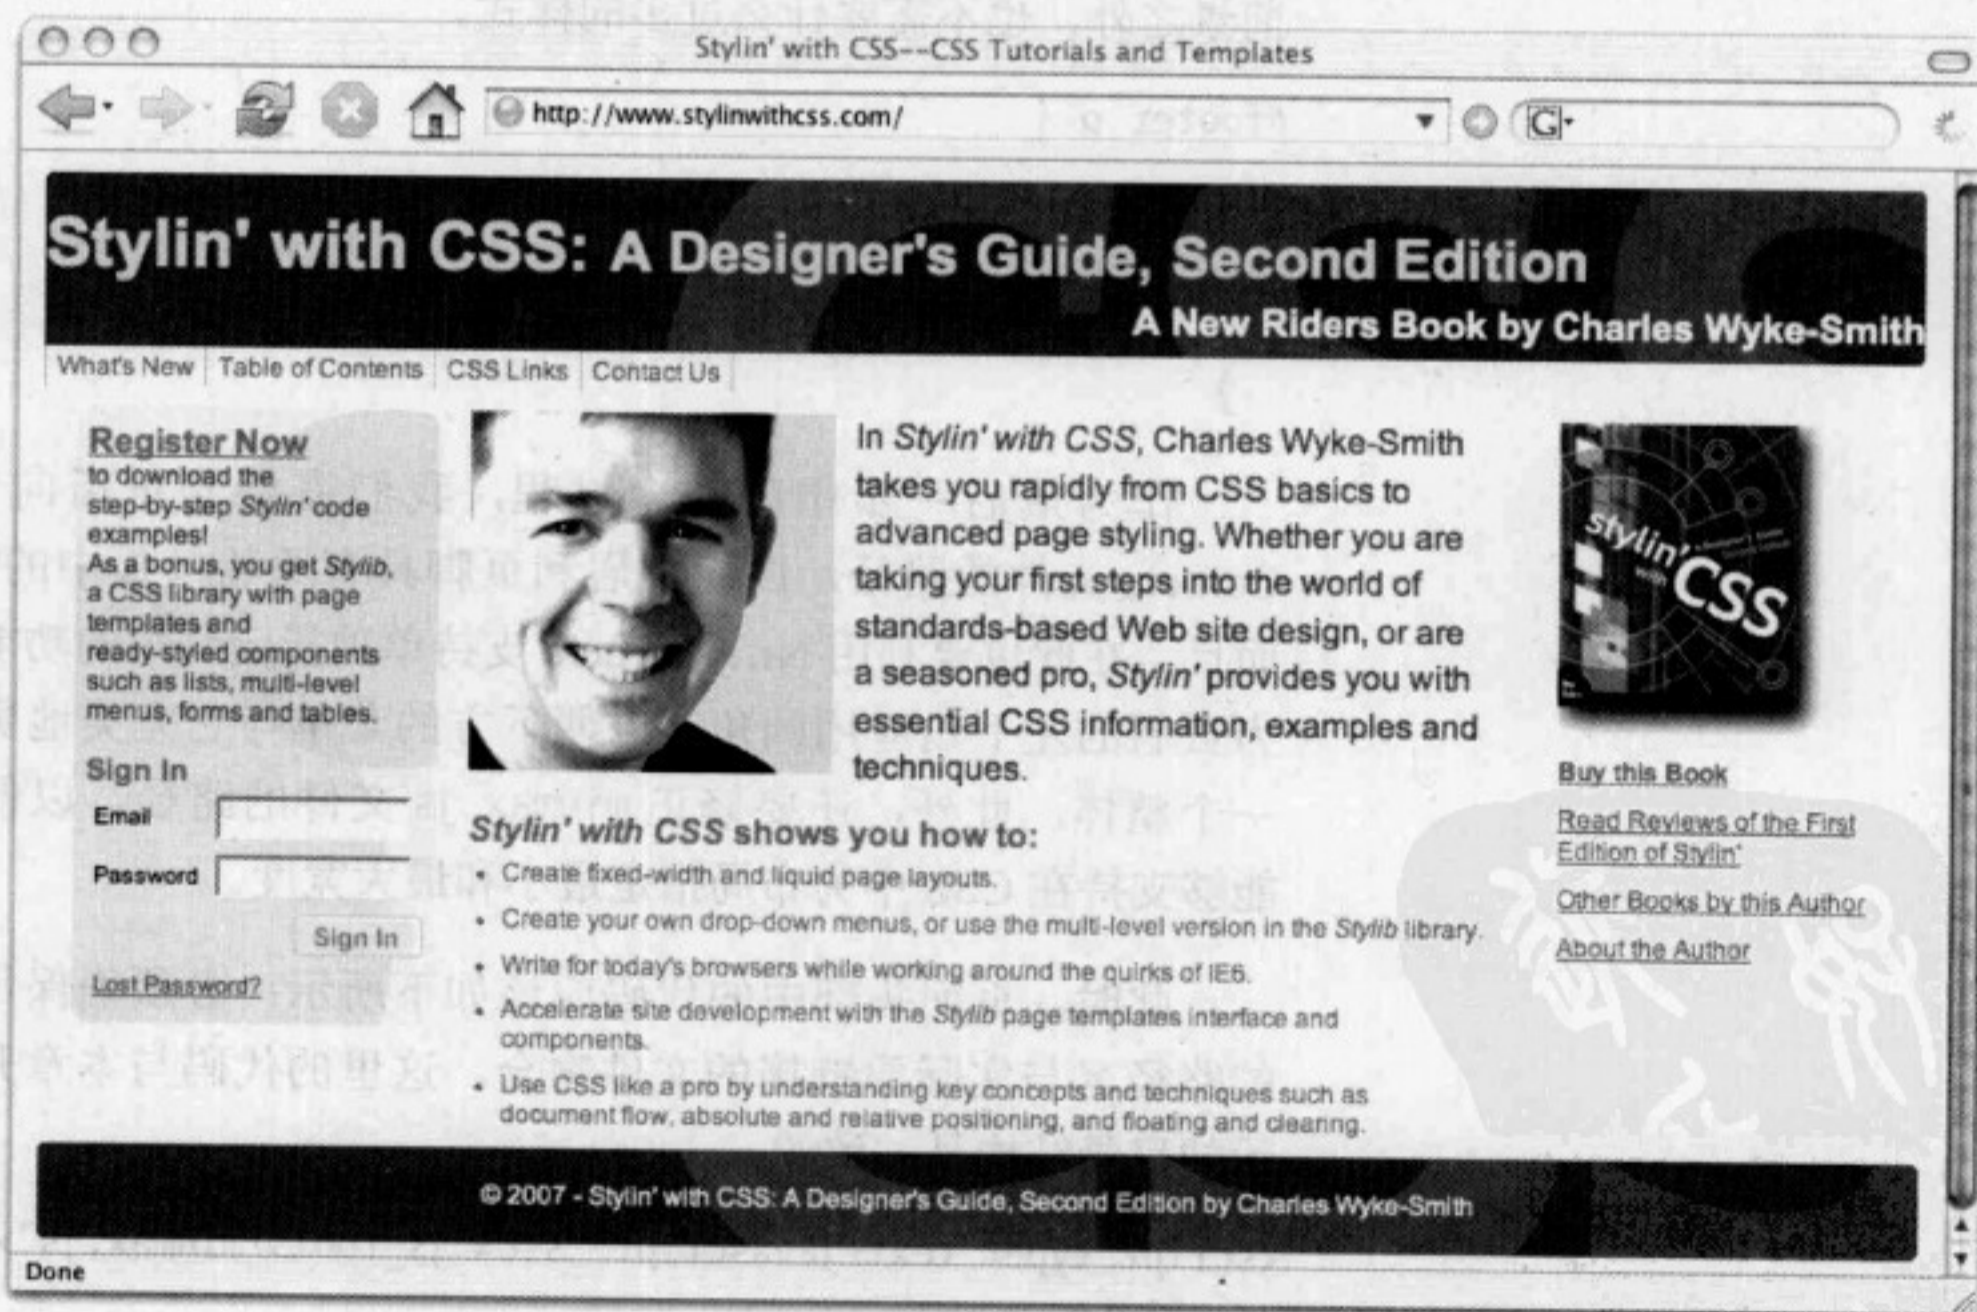 Stylin' with CSS--CSS Tutorials and Templates
http://www.stylinwithcss.com/
G
Stylin' with CSS: A Designer's Guide, Second Edition
A New Riders Book by Charles Wyke-Smith
What's New Table of Contents CSS Links Contact Us
Register Now
to download the
step-by-step Stylin' code
examples!
As a bonus, you get Stylib,
a CSS library with page
templates and
ready-styled components
such as lists, multi-level
menus, forms and tables.
Sign In
Email
Password
Sign In
Lost Password?
In Stylin' with CSS, Charles Wyke-Smith
takes you rapidly from CSS basics to
advanced page styling. Whether you are
taking your first steps into the world of
standards-based Web site design, or are
a seasoned pro, Stylin' provides you with
essential CSS information, examples and
techniques.
Stylin' with CSS shows you how to:
• Create fixed-width and liquid page layouts.
• Create your own drop-down menus, or use the multi-level version in the Stylib library.
• Write for today's browsers while working around the quirks of IE6.
• Accelerate site development with the Stylib page templates interface and
components.
• Use CSS like a pro by understanding key concepts and techniques such as
document flow, absolute and relative positioning, and floating and clearing.
stylin'
with
CSS
Buy this Book
Read Reviews of the First
Edition of Stylin'
Other Books by this Author
About the Author
© 2007 - Stylin' with CSS: A Designer's Guide, Second Edition by Charles Wyke-Smith
Done